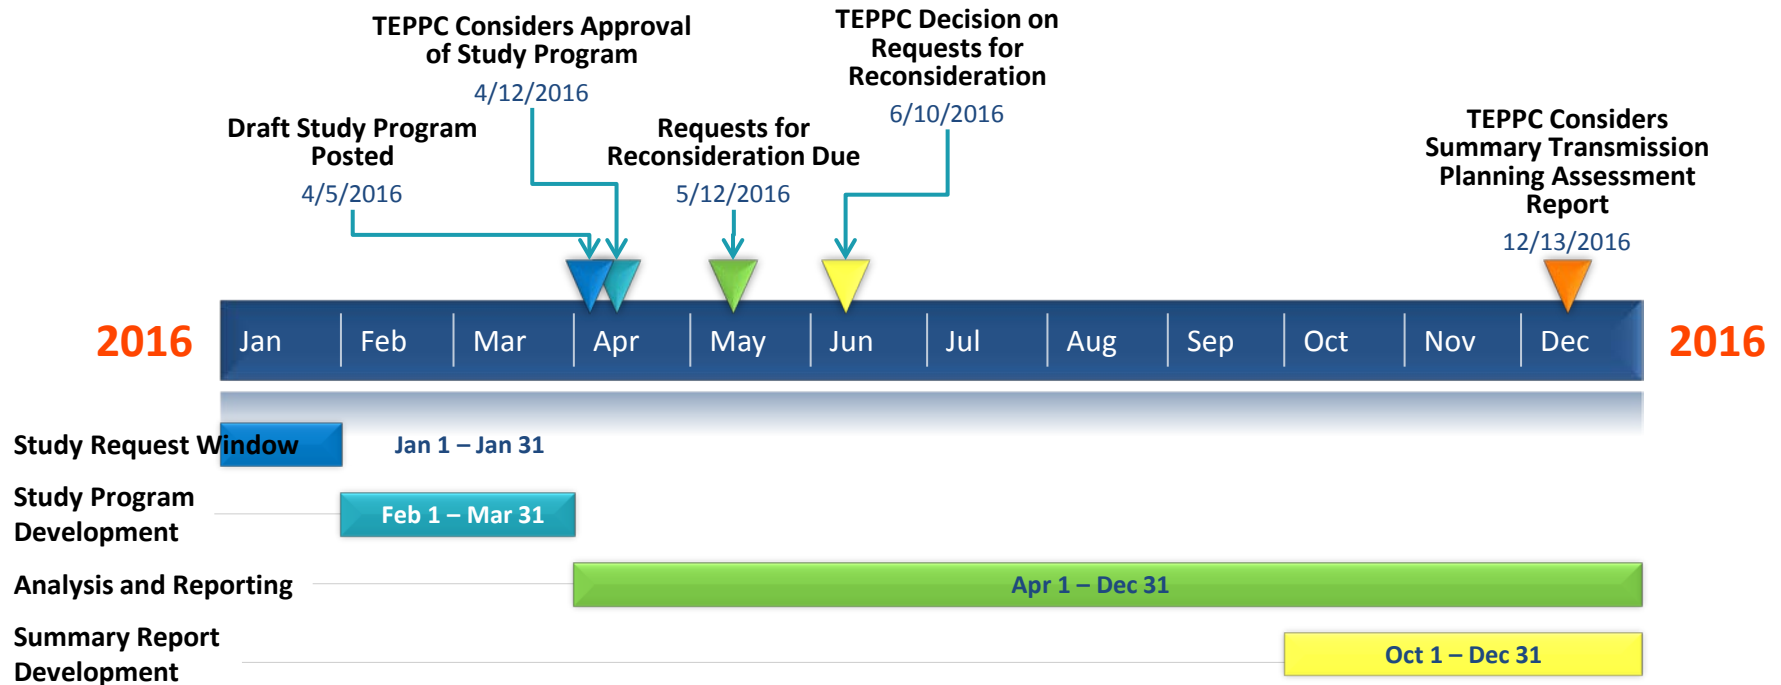 TEPPC Considers Approval
of Study Program
4/12/2016
TEPPC Decision on
Requests for
Reconsideration
6/10/2016
Draft Study Program
Posted
4/5/2016
Requests for
Reconsideration Due
5/12/2016
TEPPC Considers
Summary Transmission
Planning Assessment
Report
12/13/2016
2016 Jan Feb Mar Apr May Jun Jul Aug Sep Oct Nov Dec 2016
Study Request Window Jan 1 – Jan 31
Study Program
Development
Feb 1 – Mar 31
Analysis and Reporting Apr 1 – Dec 31
Summary Report
Development
Oct 1 – Dec 31